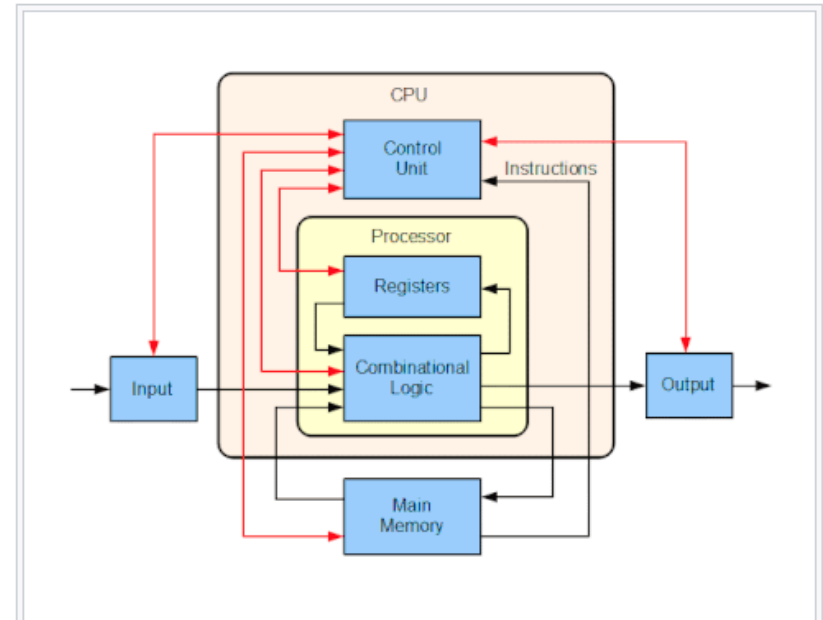 CPU
Control
Unit
Instructions
Processor
Registers
Combinational
Logic
Input
Output
Main
Memory